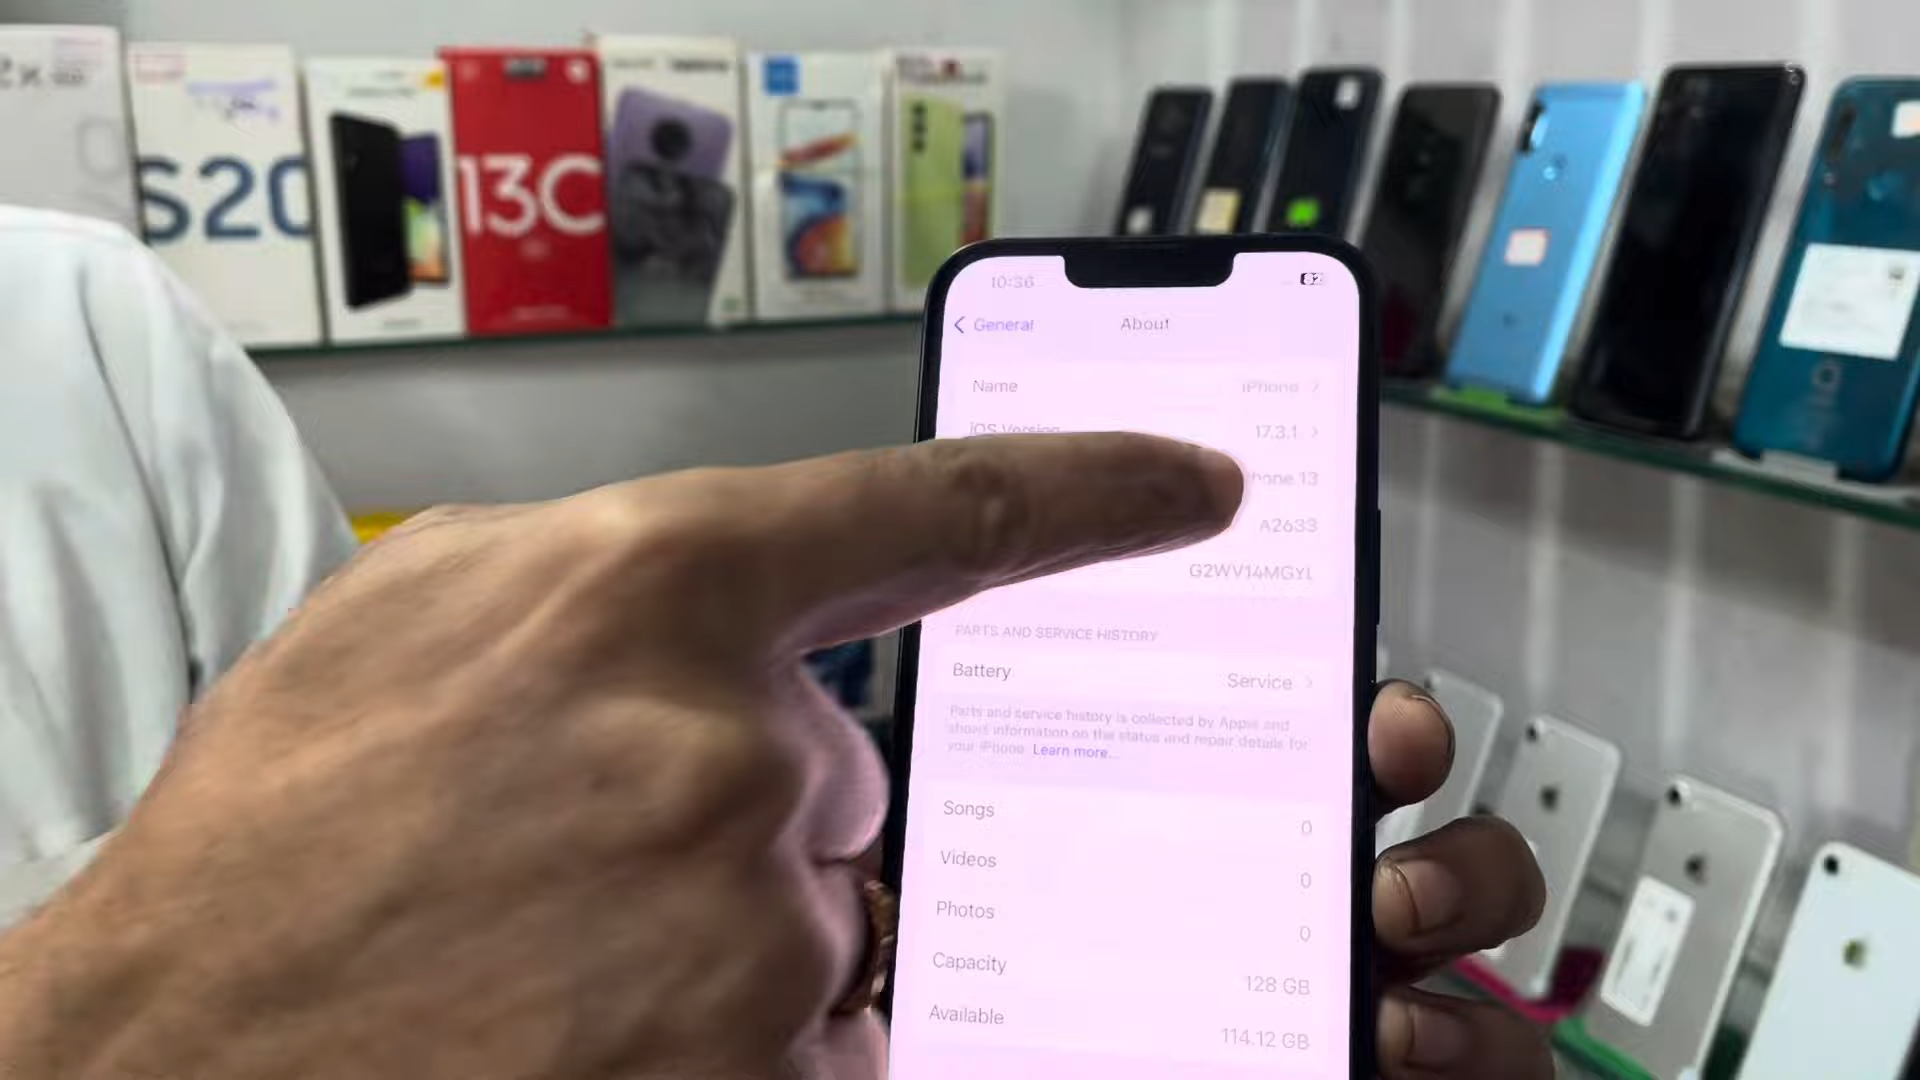 S20
13C
10:36
General
About
Name
iPhone
iOS Version
17.3.1
hone 13
A2633
G2WV14MGYL
PARTS AND SERVICE HISTORY
Battery
Service
Parts and service history is collected by Apple and
shows information on the status and repair details for
your iPhone. Learn more...
Songs
0
Videos
0
Photos
0
Capacity
128 GB
Available
114.12 GB